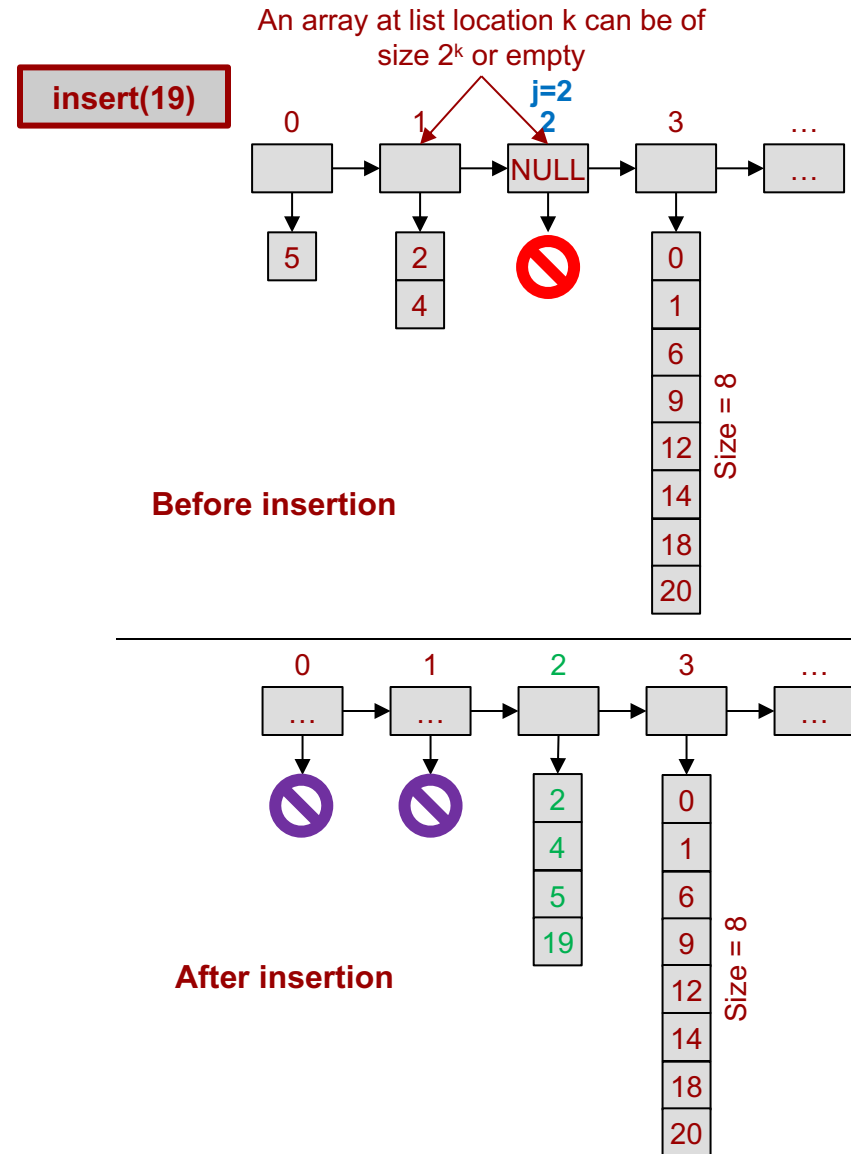 An array at list location k can be of
size 2ᵏ or empty
insert(19)
j=2
0 1 2 3 …
NULL …
5 2 0
4 1
6
9
12
14
18
20
Size = 8
Before insertion
0 1 2 3 …
… … …
2 0
4 1
5 6
19 9
12
14
18
20
Size = 8
After insertion